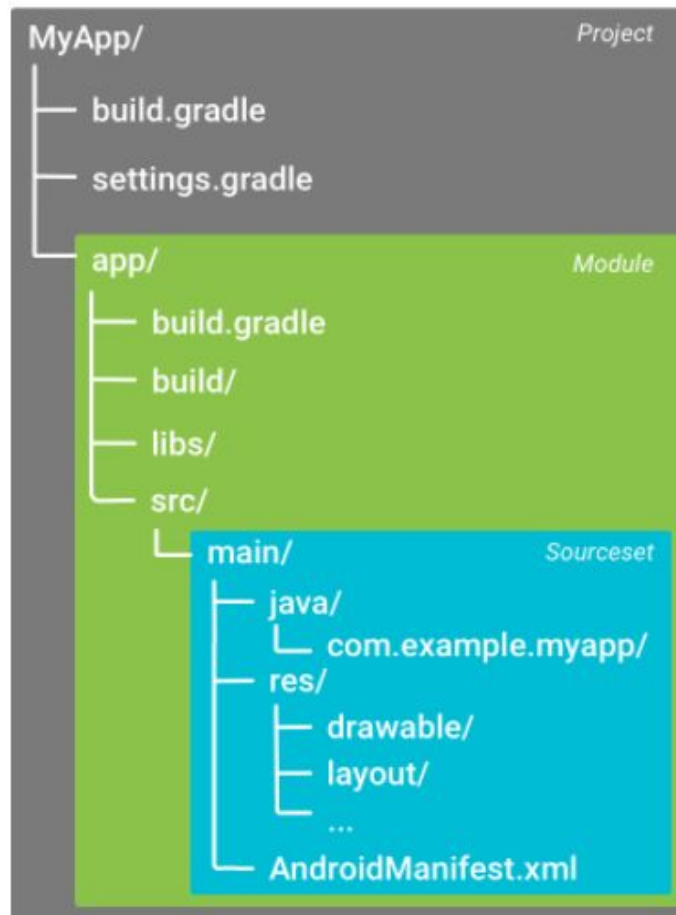 MyApp/ Project
build.gradle
settings.gradle
app/ Module
build.gradle
build/
libs/
src/
main/ Sourceset
java/
com.example.myapp/
res/
drawable/
layout/
...
AndroidManifest.xml